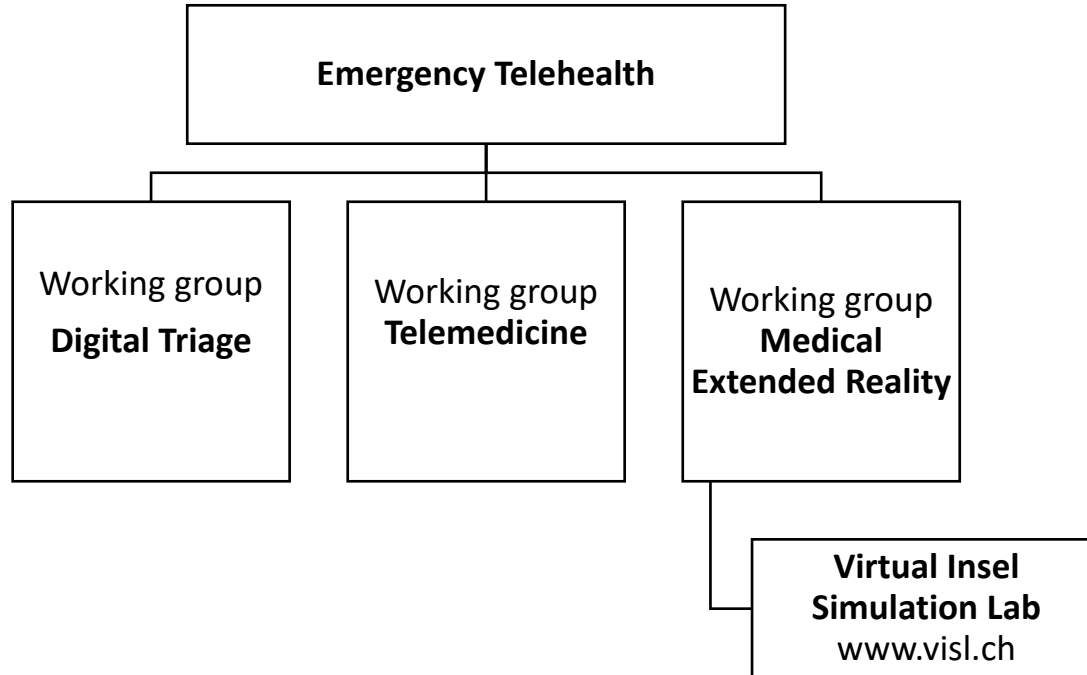 Emergency Telehealth
Working group
Digital Triage
Working group
Telemedicine
Working group
Medical
Extended Reality
Virtual Insel
Simulation Lab
www.visl.ch